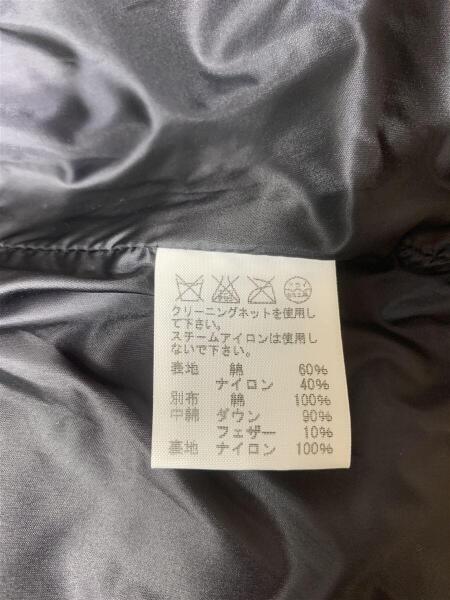 クリーニングネットを使用し
て下さい。
スチームアイロンは使用し
ないで下さい。
表地 綿 60%
ナイロン 40%
別布 綿 100%
中綿 ダウン 90%
フェザー 10%
裏地 ナイロン 100%